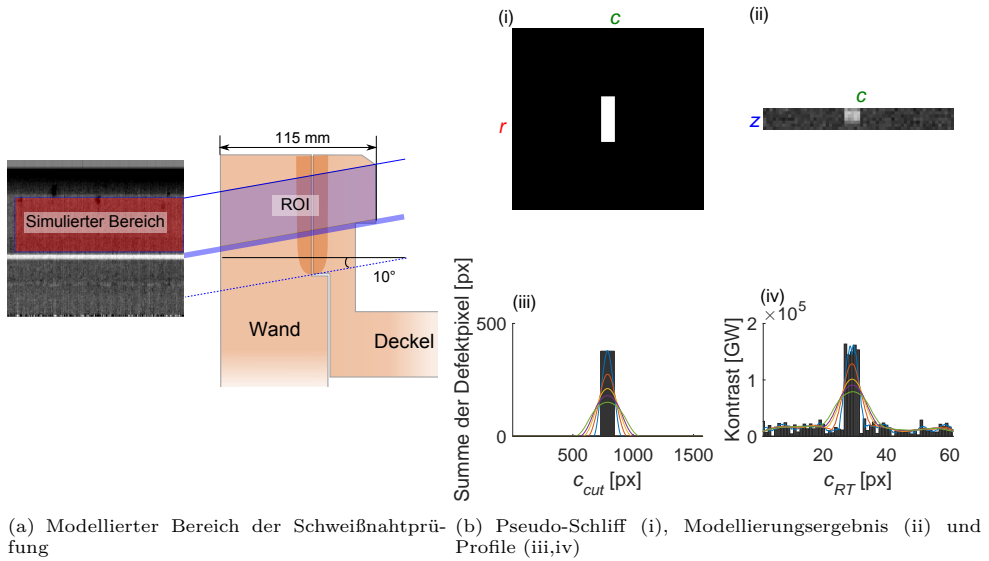 115 mm
Simulierter Bereich
ROI
10°
Wand
Deckel
(i)
c
r
(ii)
c
z
(iii)
Summe der Defektpixel [px]
500
0
500 1000 1500
c_cut [px]
(iv)
×10⁵
Kontrast [GW]
2
1
0
20 40 60
c_RT [px]
(a) Modellierter Bereich der Schweißnahtprü-
fung
(b) Pseudo-Schliff (i), Modellierungsergebnis (ii) und
Profile (iii,iv)